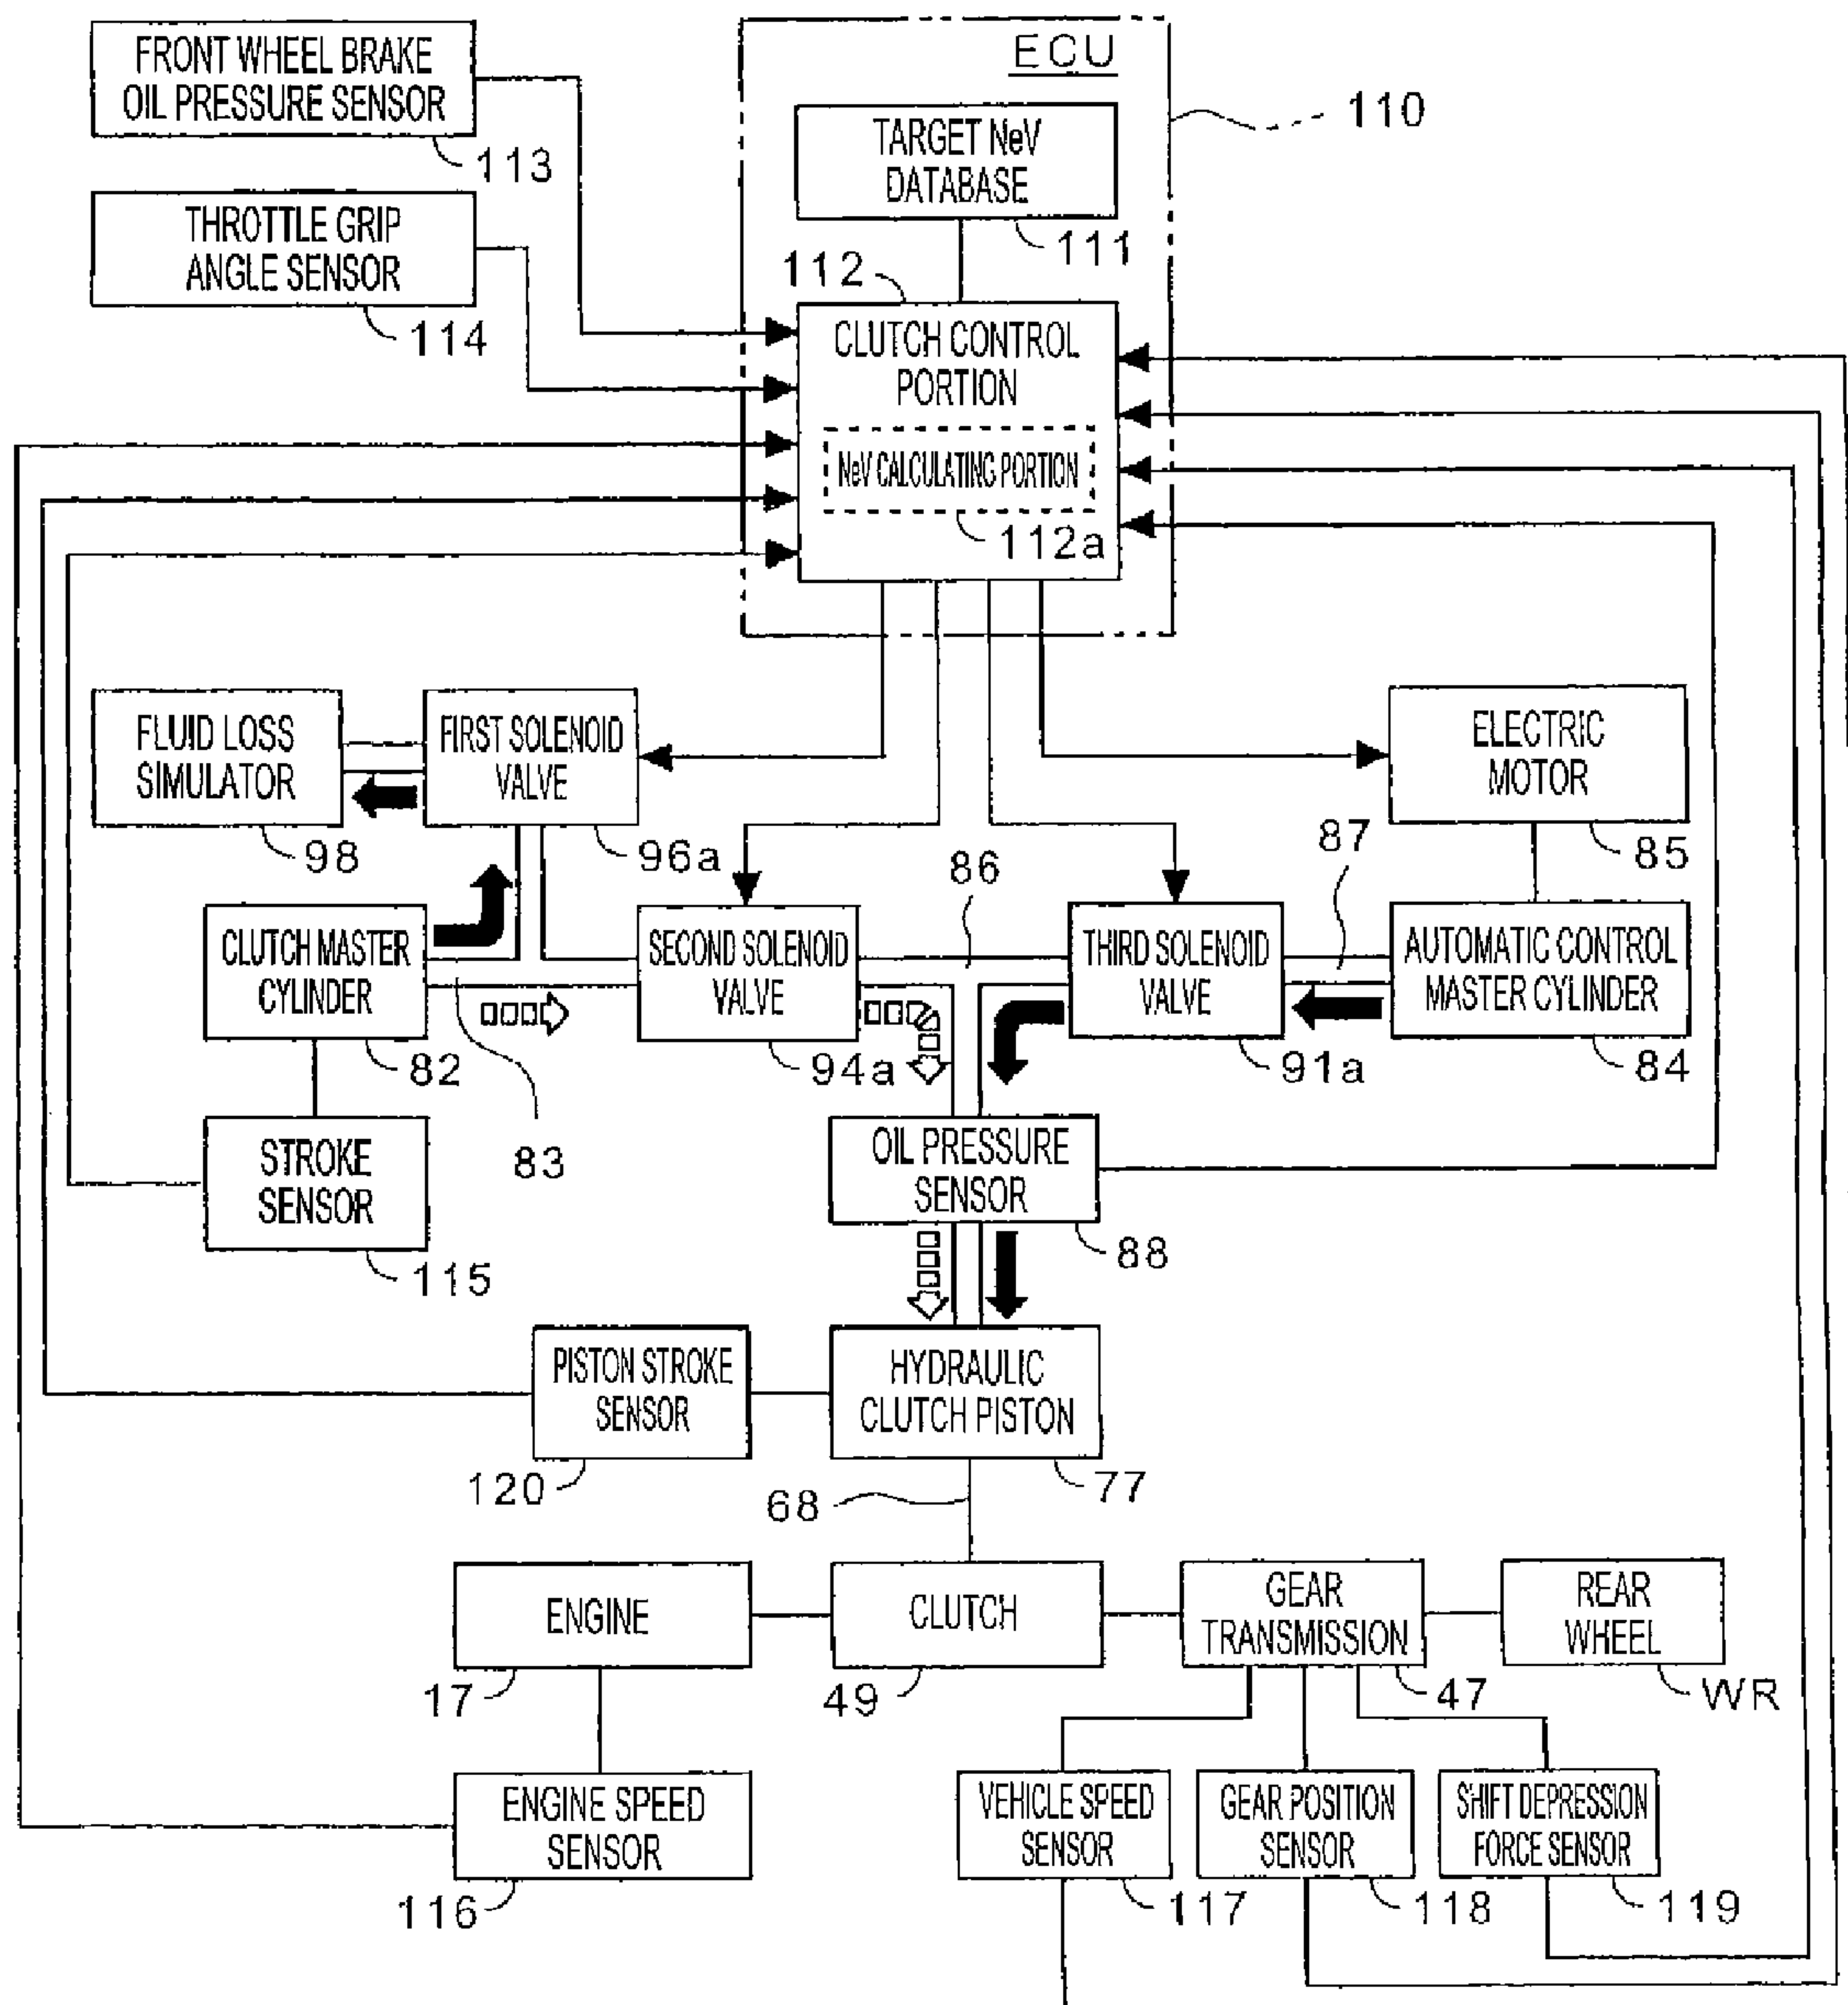 FRONT WHEEL BRAKE
OIL PRESSURE SENSOR
113
THROTTLE GRIP
ANGLE SENSOR
114
ECU
110
TARGET NeV
DATABASE
111
112
CLUTCH CONTROL
PORTION
NeV CALCULATING PORTION
112a
FLUID LOSS
SIMULATOR
98
FIRST SOLENOID
VALVE
96a
ELECTRIC
MOTOR
85
CLUTCH MASTER
CYLINDER
82
83
SECOND SOLENOID
VALVE
94a
86
THIRD SOLENOID
VALVE
91a
87
AUTOMATIC CONTROL
MASTER CYLINDER
84
STROKE
SENSOR
115
OIL PRESSURE
SENSOR
88
PISTON STROKE
SENSOR
120
HYDRAULIC
CLUTCH PISTON
77
68
ENGINE
17
CLUTCH
49
GEAR
TRANSMISSION
47
REAR
WHEEL
WR
ENGINE SPEED
SENSOR
116
VEHICLE SPEED
SENSOR
117
GEAR POSITION
SENSOR
118
SHIFT DEPRESSION
FORCE SENSOR
119